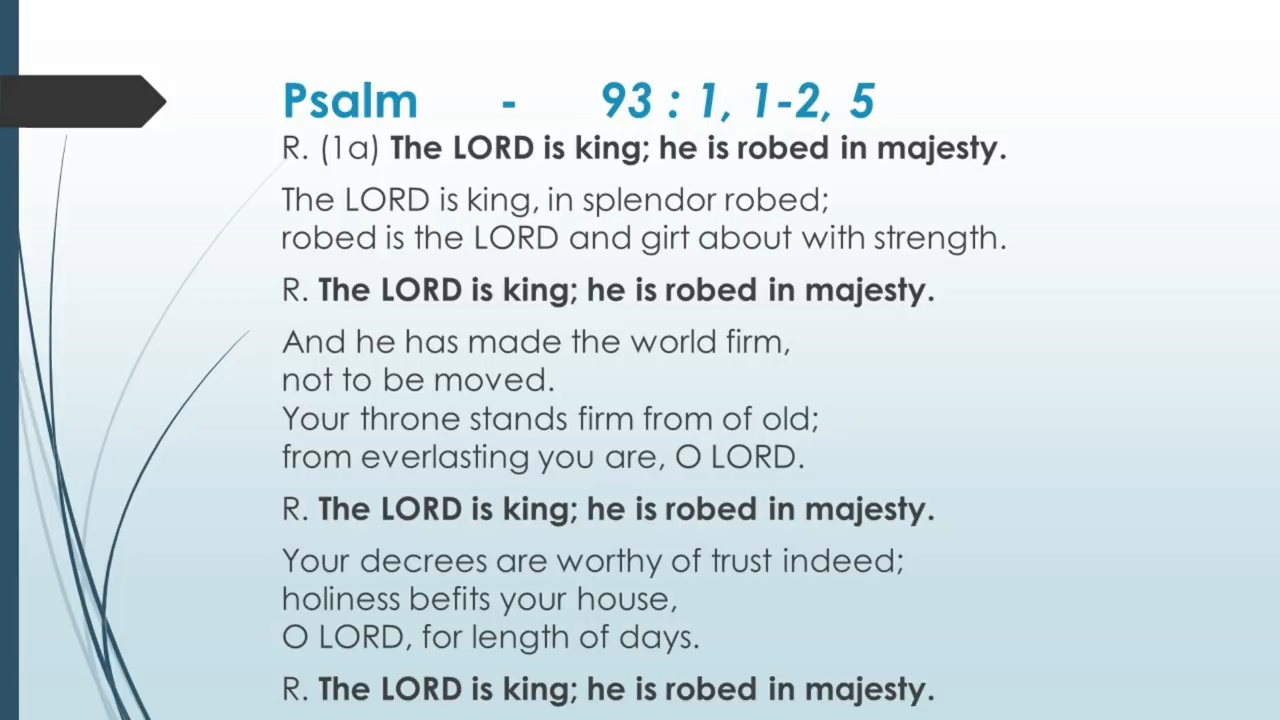 Psalm - 93 : 1, 1-2, 5
R. (1a) The LORD is king; he is robed in majesty.
The LORD is king, in splendor robed;
robed is the LORD and girt about with strength.
R. The LORD is king; he is robed in majesty.
And he has made the world firm,
not to be moved.
Your throne stands firm from of old;
from everlasting you are, O LORD.
R. The LORD is king; he is robed in majesty.
Your decrees are worthy of trust indeed;
holiness befits your house,
O LORD, for length of days.
R. The LORD is king; he is robed in majesty.